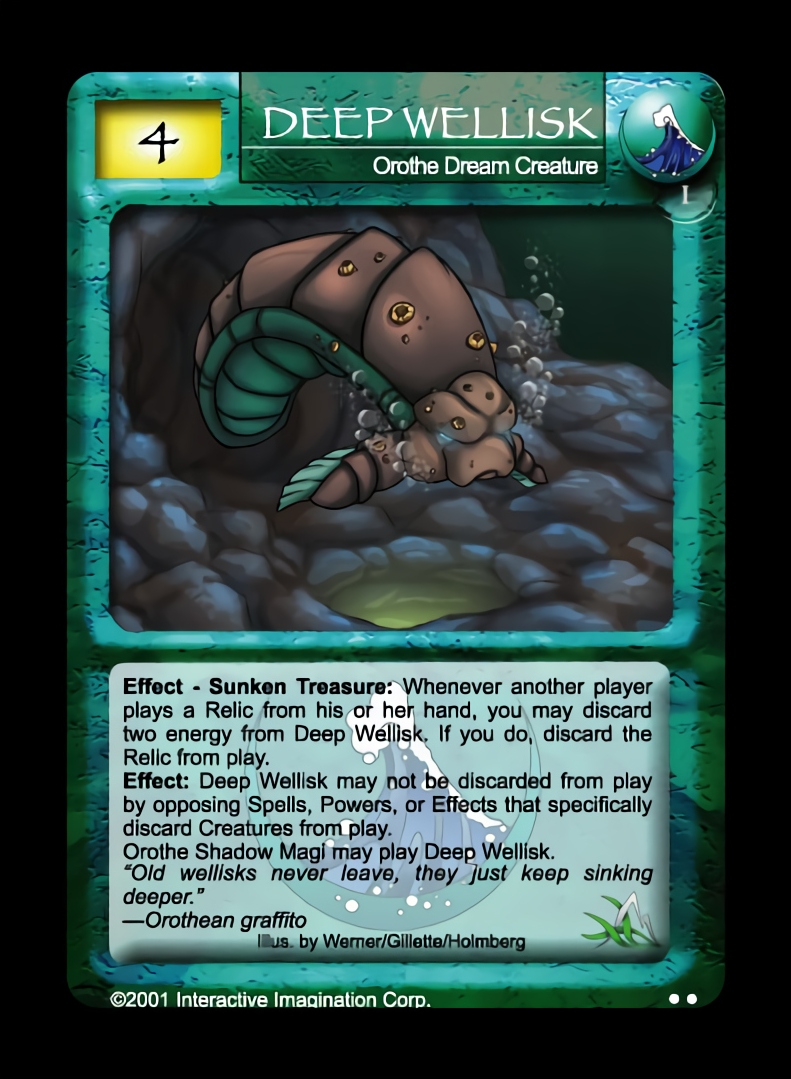 4
DEEP WELLISK
Orothe Dream Creature
I
Effect - Sunken Treasure: Whenever another player
plays a Relic from his or her hand, you may discard
two energy from Deep Wellisk. If you do, discard the
Relic from play.
Effect: Deep Wellisk may not be discarded from play
by opposing Spells, Powers, or Effects that specifically
discard Creatures from play.
Orothe Shadow Magi may play Deep Wellisk.
“Old wellisks never leave, they just keep sinking
deeper.”
—Orothean graffito
Illus. by Werner/Gillette/Holmberg
©2001 Interactive Imagination Corp.